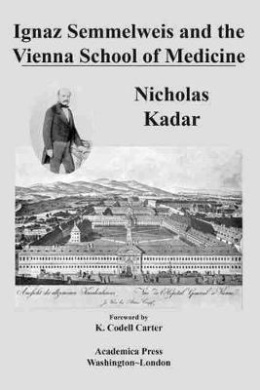 Ignaz Semmelweis and the
Vienna School of Medicine
Nicholas
Kadar
Foreword by
K. Codell Carter
Academica Press
Washington~London